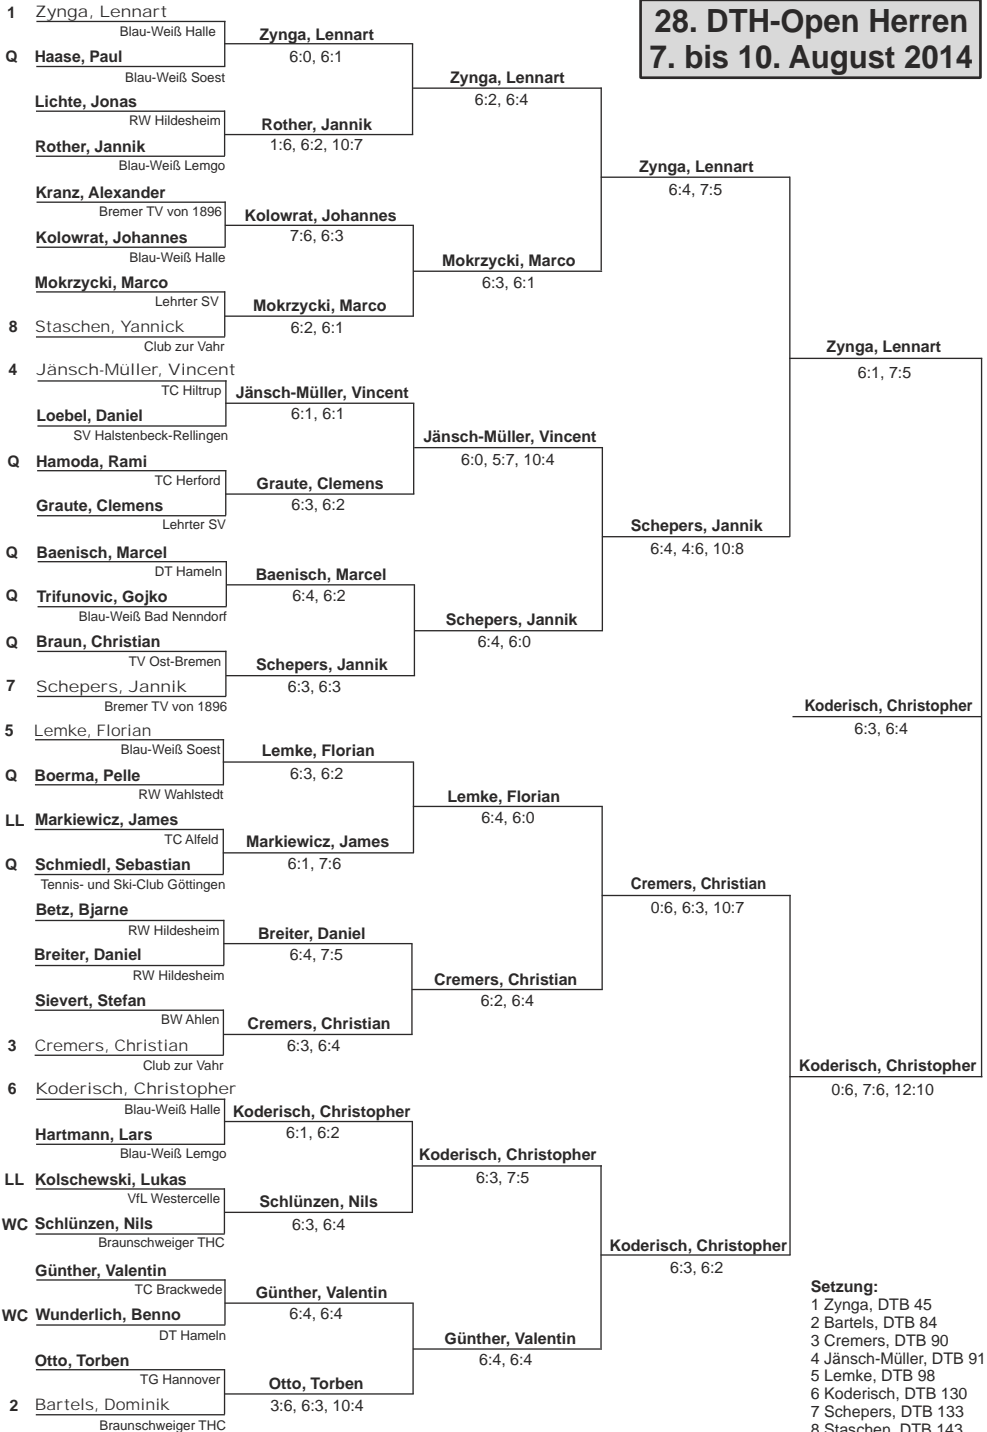 28. DTH-Open Herren
7. bis 10. August 2014
1 Zynga, Lennart
Blau-Weiß Halle
Q Haase, Paul
Blau-Weiß Soest
Lichte, Jonas
RW Hildesheim
Rother, Jannik
Blau-Weiß Lemgo
Kranz, Alexander
Bremer TV von 1896
Kolowrat, Johannes
Blau-Weiß Halle
Mokrzycki, Marco
Lehrter SV
8 Staschen, Yannick
Club zur Vahr
4 Jänsch-Müller, Vincent
TC Hiltrup
Loebel, Daniel
SV Halstenbeck-Rellingen
Q Hamoda, Rami
TC Herford
Graute, Clemens
Lehrter SV
Q Baenisch, Marcel
DT Hameln
Q Trifunovic, Gojko
Blau-Weiß Bad Nenndorf
Q Braun, Christian
TV Ost-Bremen
7 Schepers, Jannik
Bremer TV von 1896
5 Lemke, Florian
Blau-Weiß Soest
Q Boerma, Pelle
RW Wahlstedt
LL Markiewicz, James
TC Alfeld
Q Schmiedl, Sebastian
Tennis- und Ski-Club Göttingen
Betz, Bjarne
RW Hildesheim
Breiter, Daniel
RW Hildesheim
Sievert, Stefan
BW Ahlen
3 Cremers, Christian
Club zur Vahr
6 Koderisch, Christopher
Blau-Weiß Halle
Hartmann, Lars
Blau-Weiß Lemgo
LL Kolschewski, Lukas
VfL Westercelle
WC Schlünzen, Nils
Braunschweiger THC
Günther, Valentin
TC Brackwede
WC Wunderlich, Benno
DT Hameln
Otto, Torben
TG Hannover
2 Bartels, Dominik
Braunschweiger THC
Zynga, Lennart
6:0, 6:1
Rother, Jannik
1:6, 6:2, 10:7
Kolowrat, Johannes
7:6, 6:3
Mokrzycki, Marco
6:2, 6:1
Jänsch-Müller, Vincent
6:1, 6:1
Graute, Clemens
6:3, 6:2
Baenisch, Marcel
6:4, 6:2
Schepers, Jannik
6:3, 6:3
Lemke, Florian
6:3, 6:2
Markiewicz, James
6:1, 7:6
Breiter, Daniel
6:4, 7:5
Cremers, Christian
6:3, 6:4
Koderisch, Christopher
6:1, 6:2
Schlünzen, Nils
6:3, 6:4
Günther, Valentin
6:4, 6:4
Otto, Torben
3:6, 6:3, 10:4
Zynga, Lennart
6:2, 6:4
Mokrzycki, Marco
6:3, 6:1
Jänsch-Müller, Vincent
6:0, 5:7, 10:4
Schepers, Jannik
6:4, 6:0
Lemke, Florian
6:4, 6:0
Cremers, Christian
6:2, 6:4
Koderisch, Christopher
6:3, 7:5
Günther, Valentin
6:4, 6:4
Zynga, Lennart
6:4, 7:5
Schepers, Jannik
6:4, 4:6, 10:8
Cremers, Christian
0:6, 6:3, 10:7
Koderisch, Christopher
6:3, 6:2
Zynga, Lennart
6:1, 7:5
Koderisch, Christopher
0:6, 7:6, 12:10
Koderisch, Christopher
6:3, 6:4
Setzung:
1 Zynga, DTB 45
2 Bartels, DTB 84
3 Cremers, DTB 90
4 Jänsch-Müller, DTB 91
5 Lemke, DTB 98
6 Koderisch, DTB 130
7 Schepers, DTB 133
8 Staschen, DTB 143